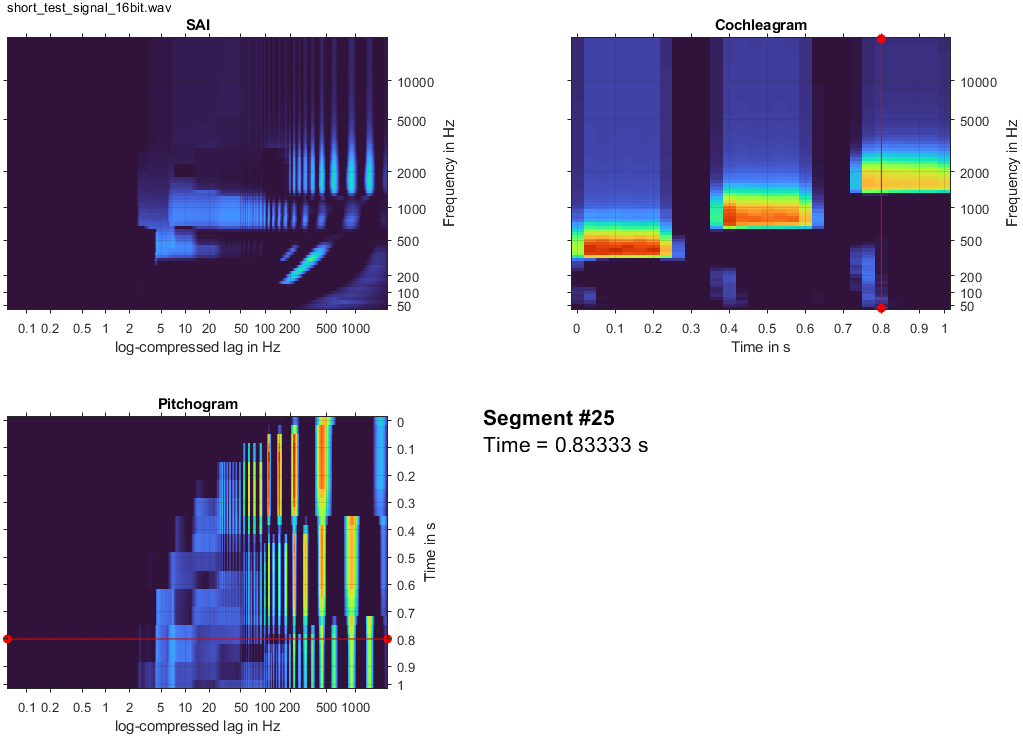 short_test_signal_16bit.wav
SAI
10000
5000
2000
1000
500
200
100
50
Frequency in Hz
0.1 0.2 0.5 1 2 5 10 20 50 100 200 500 1000
log-compressed lag in Hz
Cochleagram
10000
5000
2000
1000
500
200
100
50
Frequency in Hz
0 0.1 0.2 0.3 0.4 0.5 0.6 0.7 0.8 0.9 1
Time in s
Pitchogram
0
0.1
0.2
0.3
0.4
0.5
0.6
0.7
0.8
0.9
1
Time in s
0.1 0.2 0.5 1 2 5 10 20 50 100 200 500 1000
log-compressed lag in Hz
Segment #25
Time = 0.83333 s